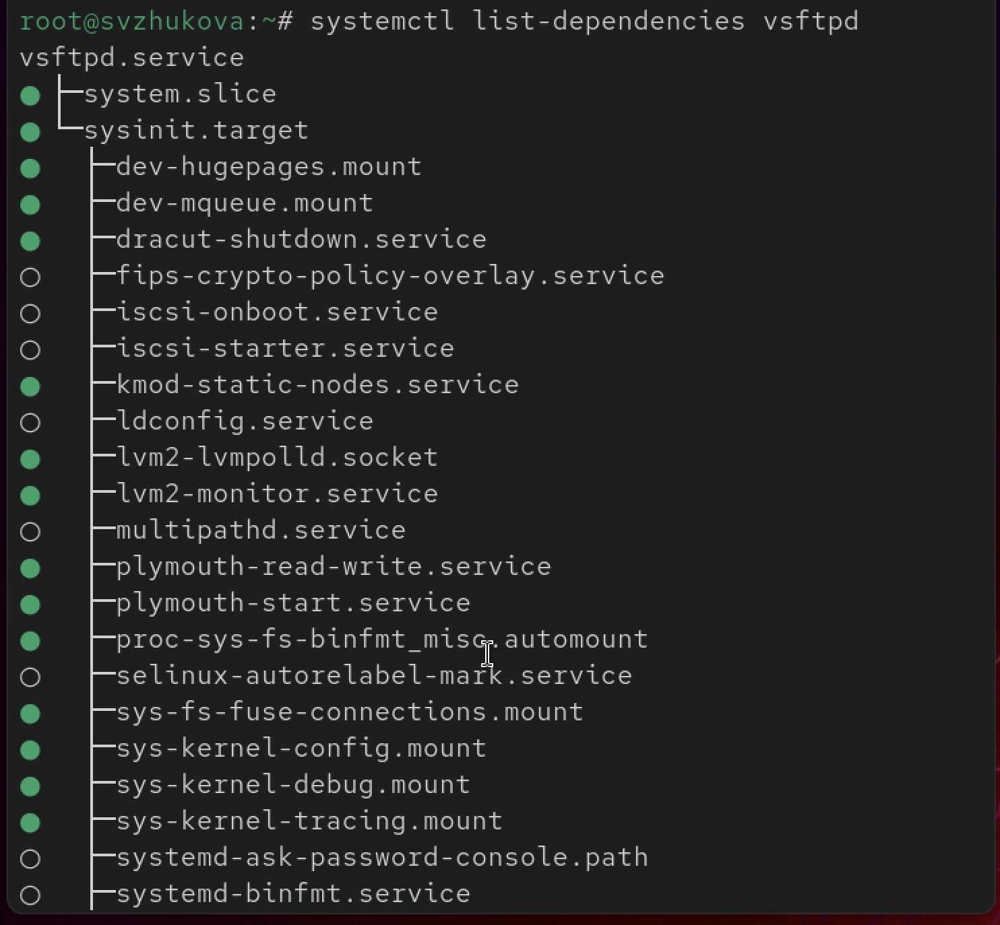 root@svzhukova:~# systemctl list-dependencies vsftpd
vsftpd.service
● ├─system.slice
● └─sysinit.target
●   ├─dev-hugepages.mount
●   ├─dev-mqueue.mount
●   ├─dracut-shutdown.service
○   ├─fips-crypto-policy-overlay.service
○   ├─iscsi-onboot.service
○   ├─iscsi-starter.service
●   ├─kmod-static-nodes.service
○   ├─ldconfig.service
●   ├─lvm2-lvmpolld.socket
●   ├─lvm2-monitor.service
○   ├─multipathd.service
●   ├─plymouth-read-write.service
●   ├─plymouth-start.service
●   ├─proc-sys-fs-binfmt_misc.automount
○   ├─selinux-autorelabel-mark.service
●   ├─sys-fs-fuse-connections.mount
●   ├─sys-kernel-config.mount
●   ├─sys-kernel-debug.mount
●   ├─sys-kernel-tracing.mount
○   ├─systemd-ask-password-console.path
○   ├─systemd-binfmt.service